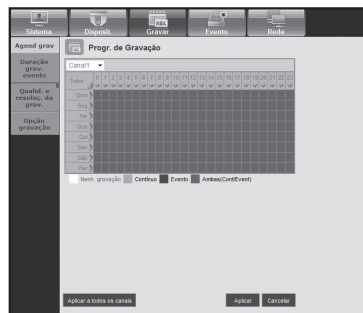 Sistema Disposit. Gravar Evento Rede
Agend grav
Duração grav. evento
Qualid. e resoluç. da grav.
Opção gravação
Progr. de Gravação
Canal1
Todos 0 1 2 3 4 5 6 7 8 9 10 11 12 13 14 15 16 17 18 19 20 21 22 23
Dom
Seg
Ter
Qua
Qui
Sex
Sáb
Fer
Nenh. gravação Contínuo Evento Ambas(Cont/Event)
Aplicar a todos os canais Aplicar Cancelar